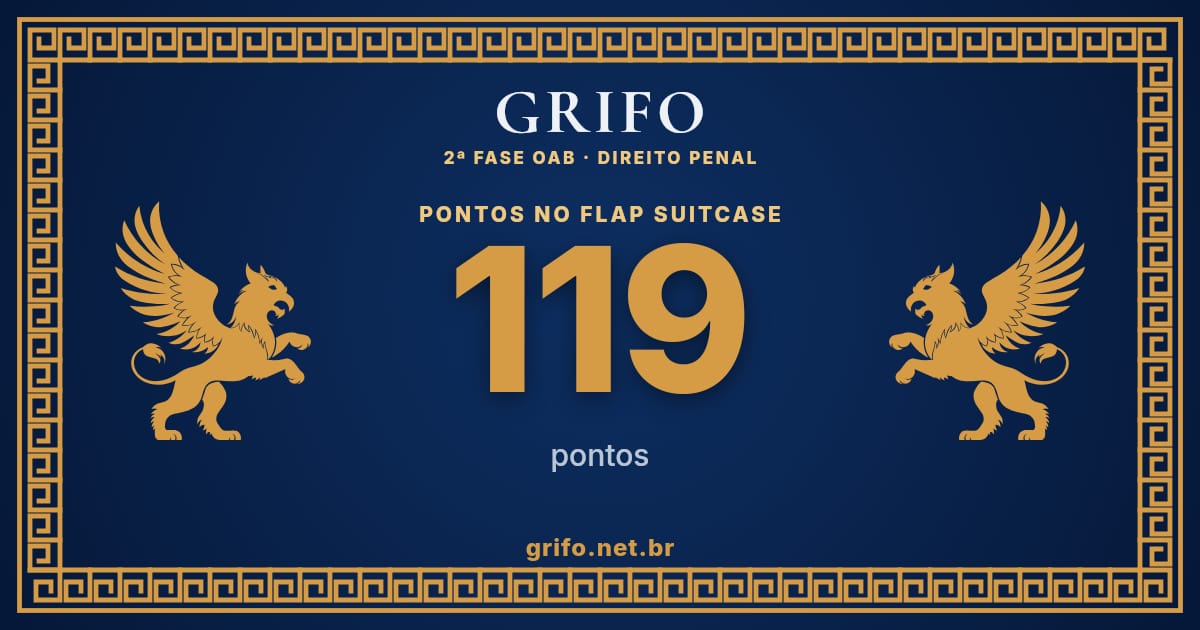 GRIFO
2ª FASE OAB · DIREITO PENAL
PONTOS NO FLAP SUITCASE
119
pontos
grifo.net.br